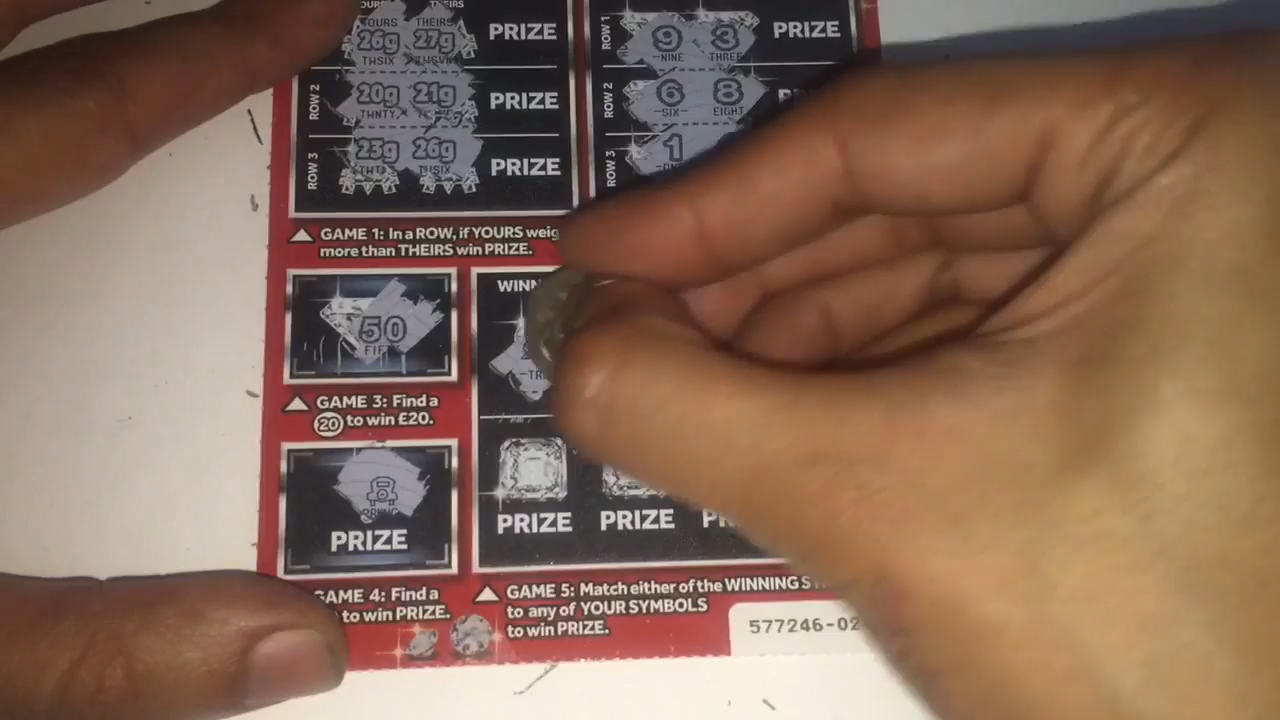 OURS THEIRS
YOURS THEIRS
26g 27g PRIZE
THSIX THSVN
ROW 2 20g 21g PRIZE
THNTY
ROW 3 23g 26g PRIZE
THSIX
ROW 1 9 3 PRIZE
NINE THREE
ROW 2 6 8
SIX EIGHT
ROW 3 1
GAME 1: In a ROW, if YOURS weig
more than THEIRS win PRIZE.
50
GAME 3: Find a
20 to win £20.
PRIZE
GAME 4: Find a
to win PRIZE.
WINN
PRIZE PRIZE
GAME 5: Match either of the WINNING
to any of YOUR SYMBOLS
to win PRIZE.
577246-02